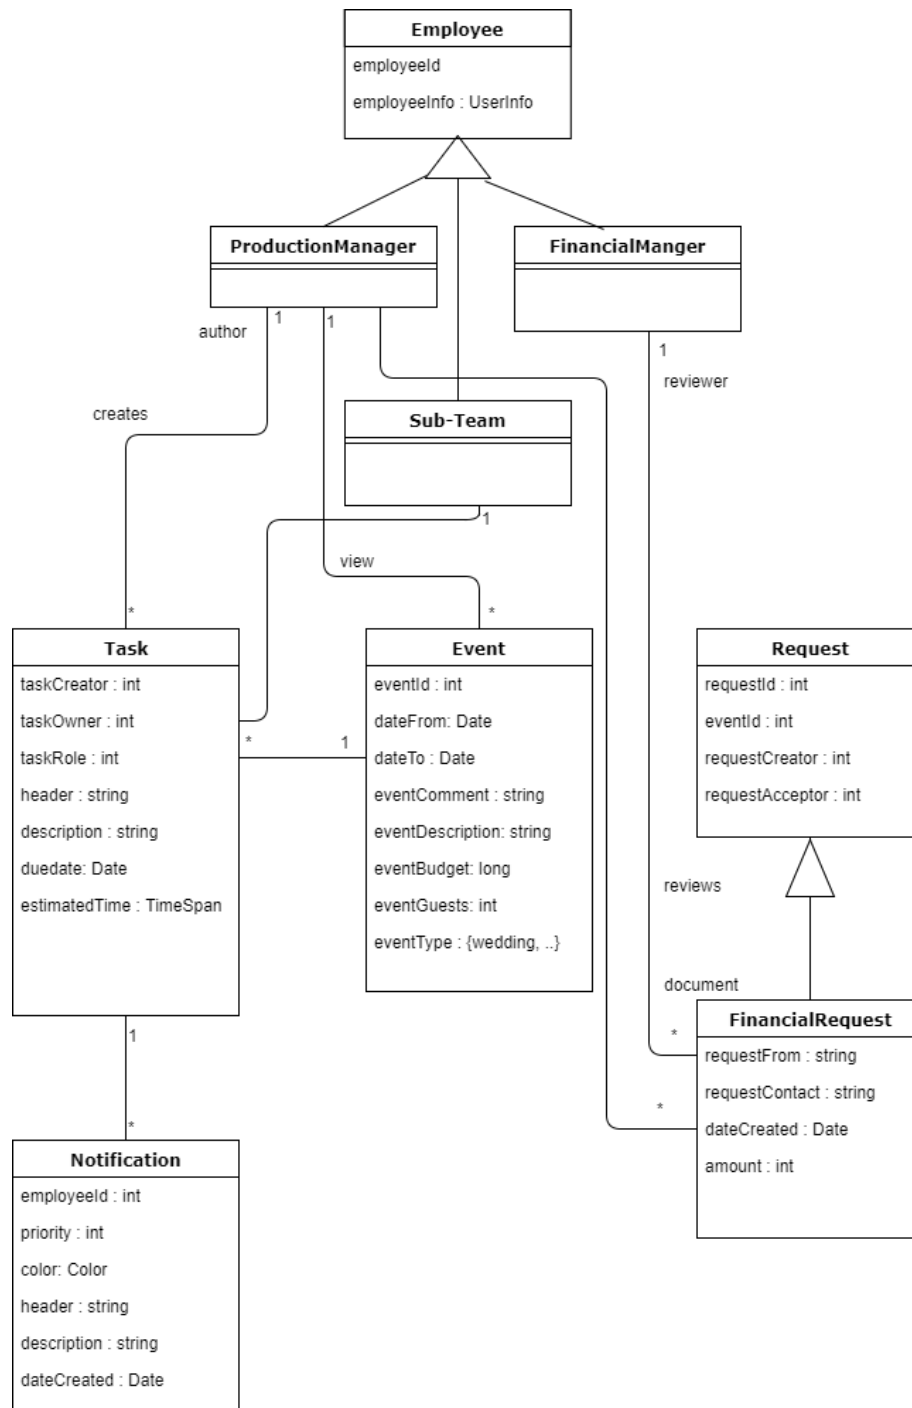 Employee
employeeId
employeeInfo : UserInfo
ProductionManager
FinancialManger
1
1
author
1
reviewer
creates
Sub-Team
1
view
*
*
Task
taskCreator : int
taskOwner : int
taskRole : int
header : string
description : string
duedate: Date
estimatedTime : TimeSpan
*
1
Event
eventId : int
dateFrom: Date
dateTo : Date
eventComment : string
eventDescription: string
eventBudget: long
eventGuests: int
eventType : {wedding, ..}
Request
requestId : int
eventId : int
requestCreator : int
requestAcceptor : int
reviews
document
*
*
FinancialRequest
requestFrom : string
requestContact : string
dateCreated : Date
amount : int
1
*
Notification
employeeId : int
priority : int
color: Color
header : string
description : string
dateCreated : Date